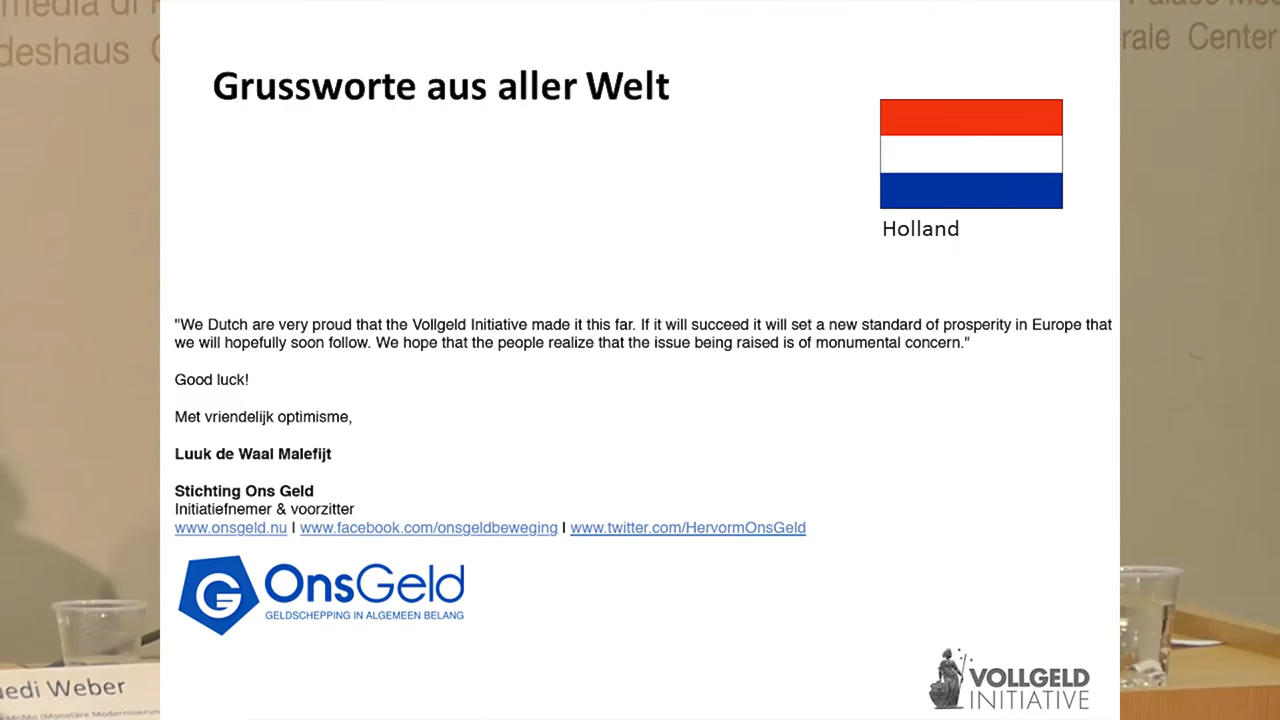 media di
deshaus
rale Center
Grussworte aus aller Welt
Holland
"We Dutch are very proud that the Vollgeld Initiative made it this far. If it will succeed it will set a new standard of prosperity in Europe that
we will hopefully soon follow. We hope that the people realize that the issue being raised is of monumental concern."
Good luck!
Met vriendelijk optimisme,
Luuk de Waal Malefijt
Stichting Ons Geld
Initiatiefnemer & voorzitter
www.onsgeld.nu I www.facebook.com/onsgeldbeweging I www.twitter.com/HervormOnsGeld
G OnsGeld
GELDSCHEPPING IN ALGEMEEN BELANG
VOLLGELD
INITIATIVE
edi Weber